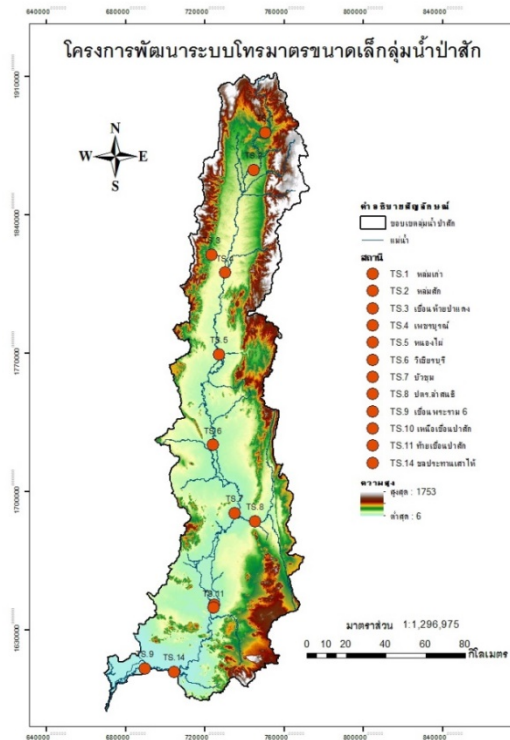 640000 680000 720000 760000 800000 840000
โครงการพัฒนาระบบโทรมาตรขนาดเล็กลุ่มน้ำป่าสัก
1910000
1840000
1770000
1700000
1630000
N
W E
S
TS.4
TS.5
TS.6
TS.7
TS.8
TS.11
TS.9
TS.14
คำอธิบายสัญลักษณ์
ขอบเขตลุ่มน้ำป่าสัก
แม่น้ำ
สถานี
TS.1 หล่มเก่า
TS.2 หล่มสัก
TS.3 เขื่อนห้วยป่าแดง
TS.4 เพชรบูรณ์
TS.5 หนองไผ่
TS.6 วิเชียรบุรี
TS.7 บัวชุม
TS.8 ปตร.ลำสนธิ
TS.9 เขื่อนพระราม 6
TS.10 เหนือเขื่อนป่าสัก
TS.11 ท้ายเขื่อนป่าสัก
TS.14 ชลประทานเสาไห้
ความสูง
สูงสุด : 1753
ต่ำสุด : 6
มาตราส่วน 1:1,296,975
0 10 20 40 60 80
กิโลเมตร
640000 680000 720000 760000 800000 840000